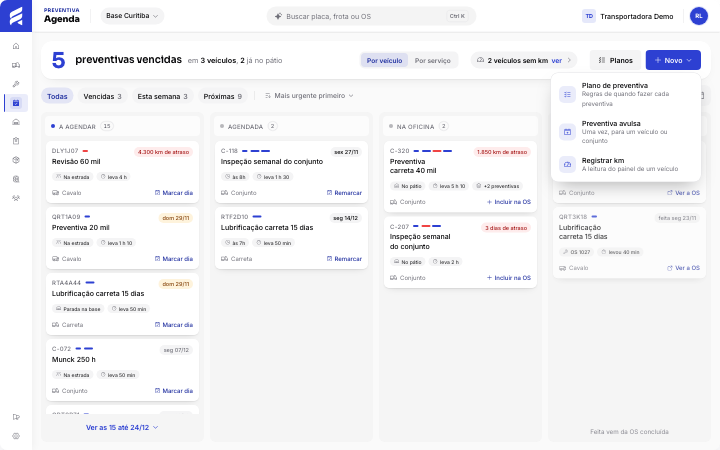 PREVENTIVA
Agenda
Base Curitiba
Buscar placa, frota ou OS
Ctrl K
TD
Transportadora Demo
RL
5 preventivas vencidas em 3 veículos, 2 já no pátio
Por veículo
Por serviço
2 veículos sem km ver
Planos
Novo
Todas
Vencidas 3
Esta semana 3
Próximas 9
Mais urgente primeiro
Plano de preventiva
Regras de quando fazer cada
preventiva
Preventiva avulsa
Uma vez, para um veículo ou
conjunto
Registrar km
A leitura do painel de um veículo
A AGENDAR 15
DLY1J07
4.300 km de atraso
Revisão 60 mil
Na estrada
leva 4 h
Cavalo
Marcar dia
QRT1A09
dom 29/11
Preventiva 20 mil
Na estrada
leva 1 h 10
Cavalo
Marcar dia
RTA4A44
dom 29/11
Lubrificação carreta 15 dias
Parada na base
leva 50 min
Carreta
Marcar dia
C-072
seg 07/12
Munck 250 h
Na estrada
leva 50 min
Conjunto
Marcar dia
Ver as 15 até 24/12
AGENDADA 2
C-118
sex 27/11
Inspeção semanal do conjunto
às 8h
leva 1 h 30
Conjunto
Remarcar
RTF2D10
seg 14/12
Lubrificação carreta 15 dias
às 7h
leva 50 min
Carreta
Remarcar
NA OFICINA 2
C-320
1.850 km de atraso
Preventiva
carreta 40 mil
No pátio
leva 5 h 10
+2 preventivas
Conjunto
Incluir na OS
C-207
3 dias de atraso
Inspeção semanal
do conjunto
No pátio
leva 2 h
Conjunto
Incluir na OS
Conjunto
Ver a OS
QRT3K18
feito seg 23/11
Lubrificação
carreta 15 dias
OS 1027
levou 40 min
Cavalo
Ver a OS
Feita vem da OS concluída